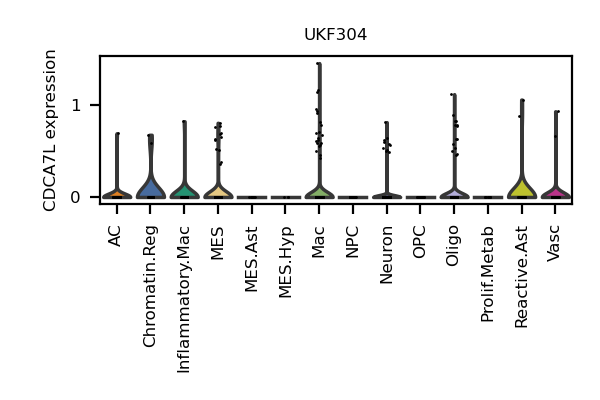 UKF304
CDCA7L expression
1
0
AC
Chromatin.Reg
Inflammatory.Mac
MES
MES.Ast
MES.Hyp
Mac
NPC
Neuron
OPC
Oligo
Prolif.Metab
Reactive.Ast
Vasc